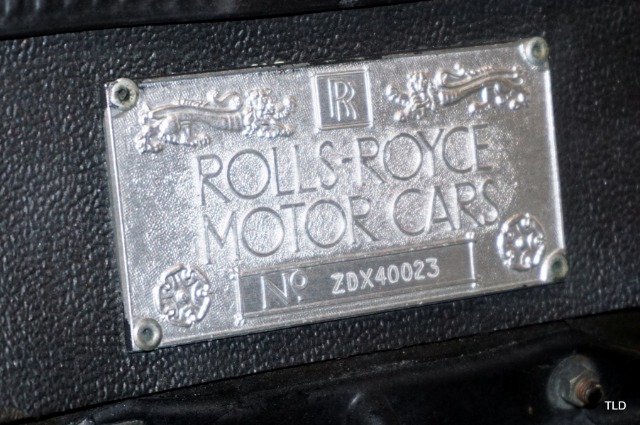 RR
ROLLS-ROYCE
MOTOR CARS
Nº ZDX40023
TLD